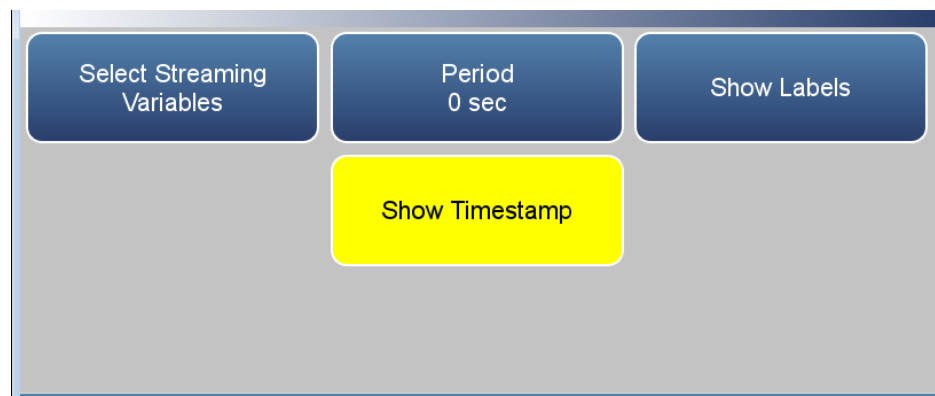 Select Streaming
Variables
Period
0 sec
Show Labels
Show Timestamp